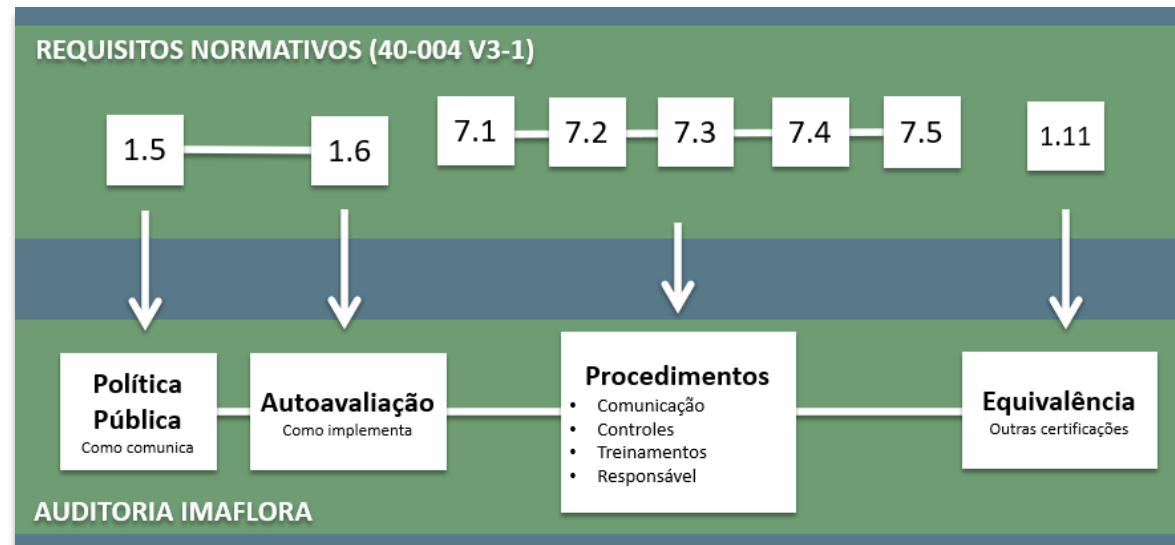 REQUISITOS NORMATIVOS (40-004 V3-1)
1.5
1.6
7.1
7.2
7.3
7.4
7.5
1.11
Política
Pública
Como comunica
Autoavaliação
Como implementa
Procedimentos
• Comunicação
• Controles
• Treinamentos
• Responsável
Equivalência
Outras certificações
AUDITORIA IMAFLORA